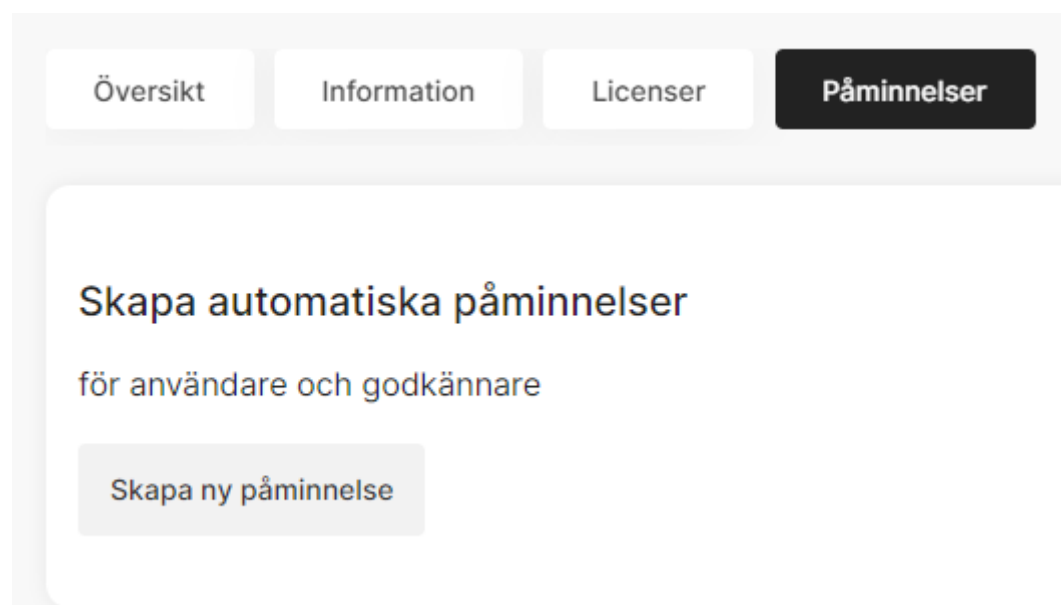 Översikt Information Licenser Påminnelser
Skapa automatiska påminnelser
för användare och godkännare
Skapa ny påminnelse